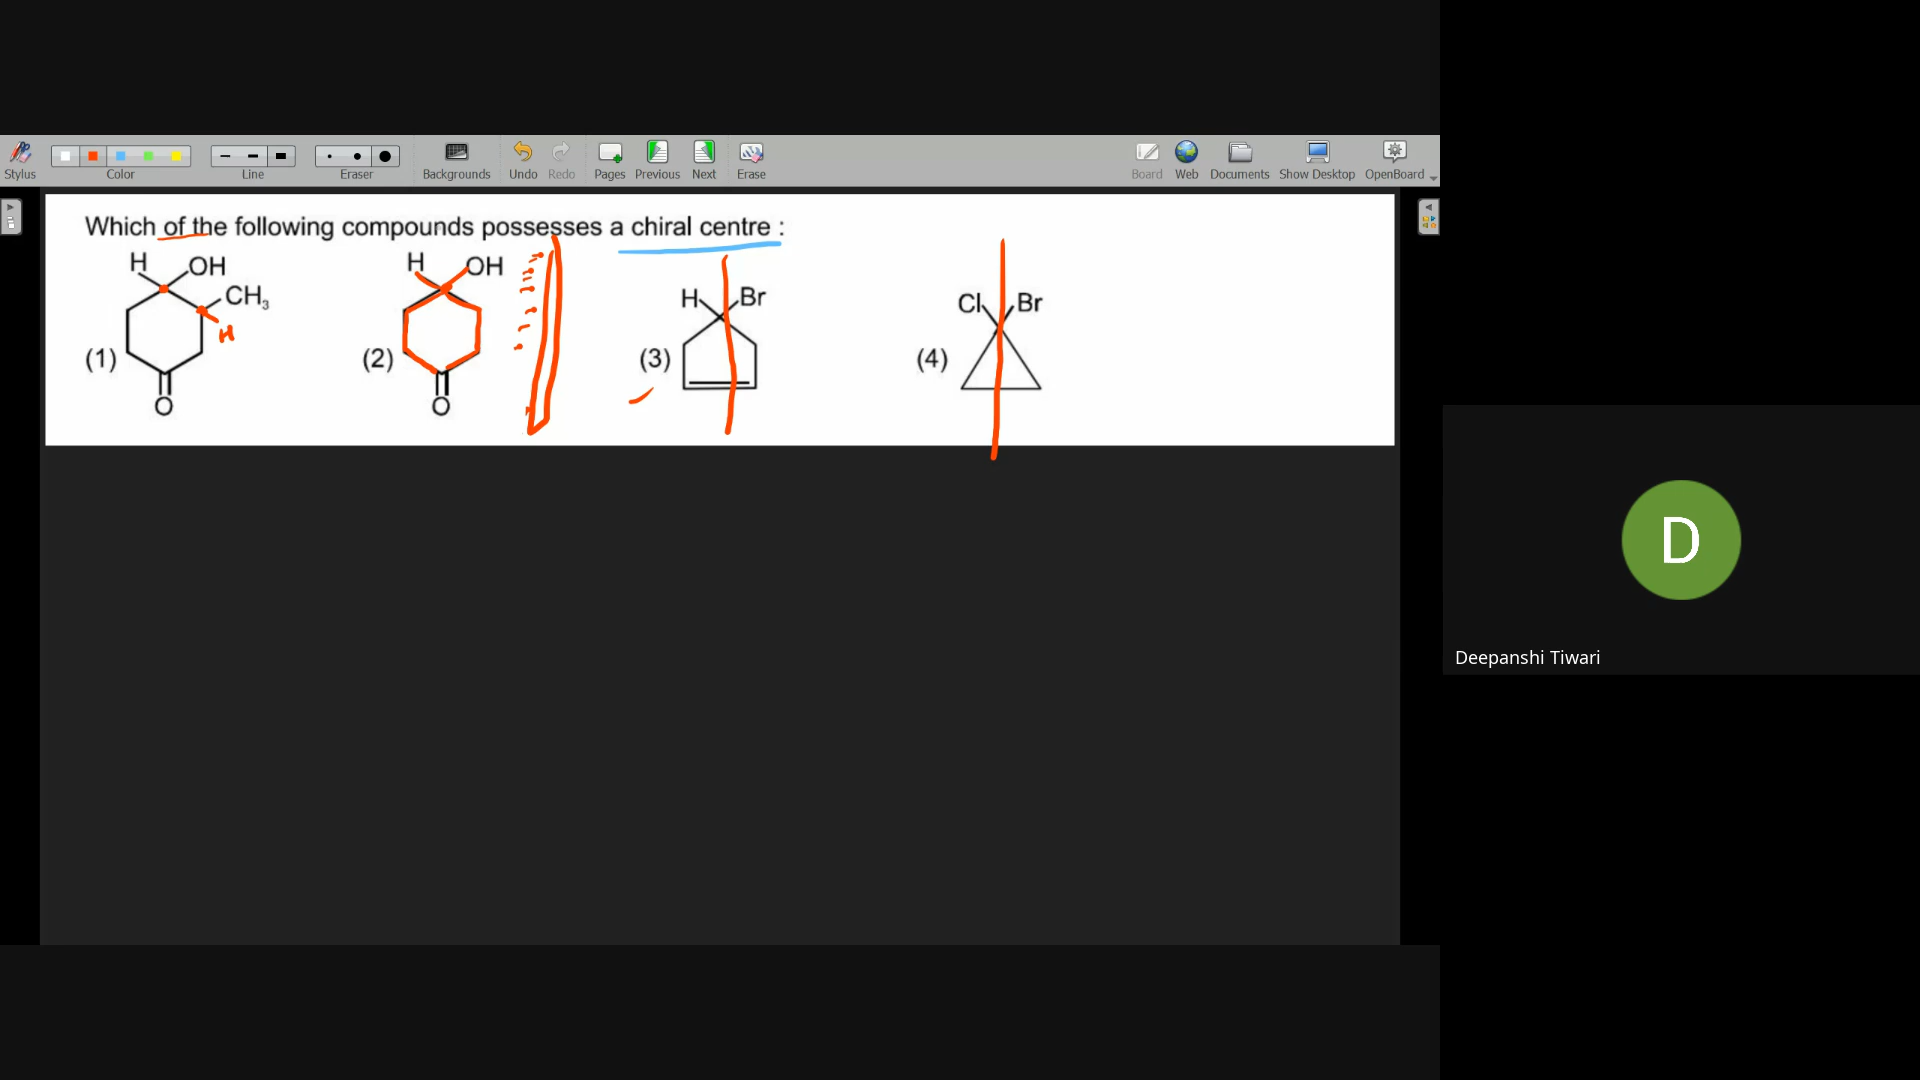 Stylus Color Line Eraser Backgrounds Undo Redo Pages Previous Next Erase Board Web Documents Show Desktop OpenBoard
Which of the following compounds possesses a chiral centre :
H OH H OH H Br Cl Br
CH₃
H
(1) (2) (3) (4)
O O
D
Deepanshi Tiwari